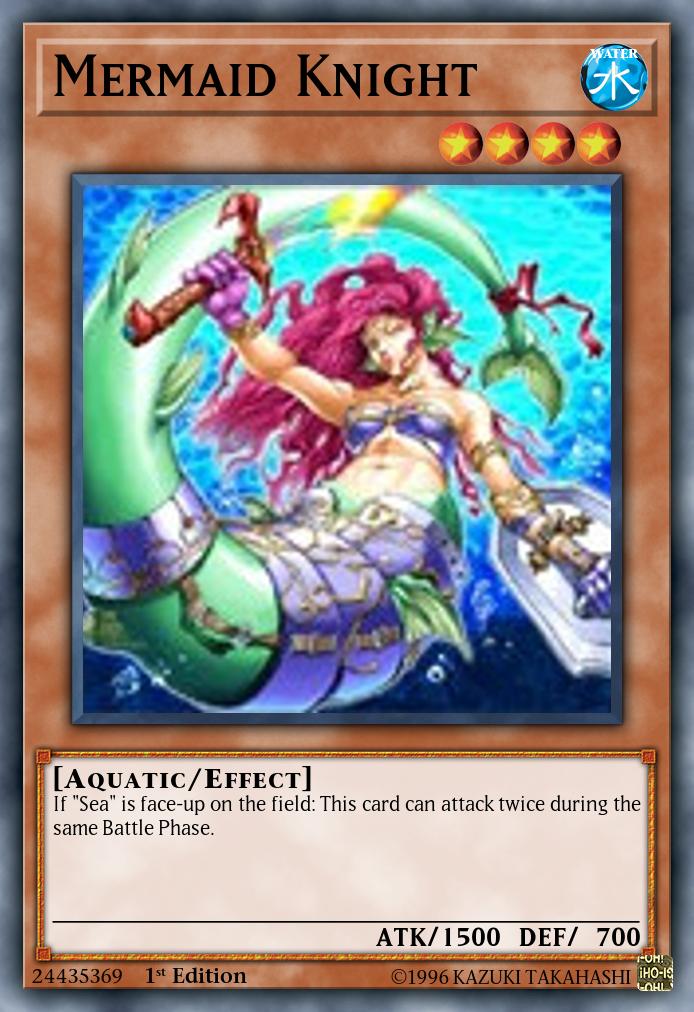 MERMAID KNIGHT
WATER
水
[AQUATIC/EFFECT]
If "Sea" is face-up on the field: This card can attack twice during the
same Battle Phase.
ATK/1500 DEF/ 700
24435369 1st Edition ©1996 KAZUKI TAKAHASHI